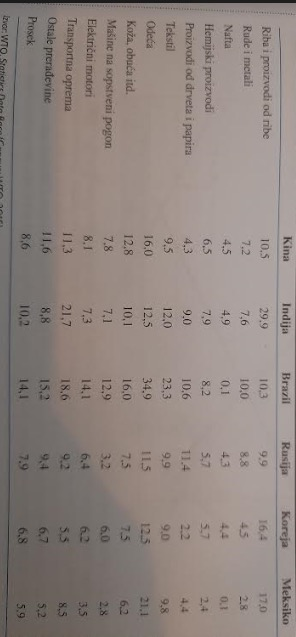 Kina Indija Brazil Rusija Koreja Meksiko
Riba i proizvodi od ribe 10,5 29,9 10,3 9,9 16,4 17,0
Rude i metali 7,2 7,6 10,0 8,8 4,5 2,8
Nafta 4,5 4,9 0,1 4,3 4,4 0,1
Hemijski proizvodi 6,5 7,9 8,2 5,7 5,7 2,4
Proizvodi od drveta i papira 4,3 9,0 10,6 11,4 2,2 4,4
Tekstil 9,5 12,0 23,3 9,9 9,0 9,8
Odeća 16,0 12,5 34,9 11,5 12,5 21,1
Koža, obuća itd. 12,8 10,1 16,0 7,5 7,5 6,2
Mašine na sopstveni pogon 7,8 7,1 12,9 3,2 6,0 2,8
Električni motori 8,1 7,3 14,1 6,4 6,2 3,5
Transportna oprema 11,3 21,7 18,6 9,2 5,5 8,5
Ostale prerađevine 11,6 8,8 15,2 9,4 6,7 5,2
Prosek 8,6 10,2 14,1 7,9 6,8 5,9
Izvor: WTO, Statistics Data Base